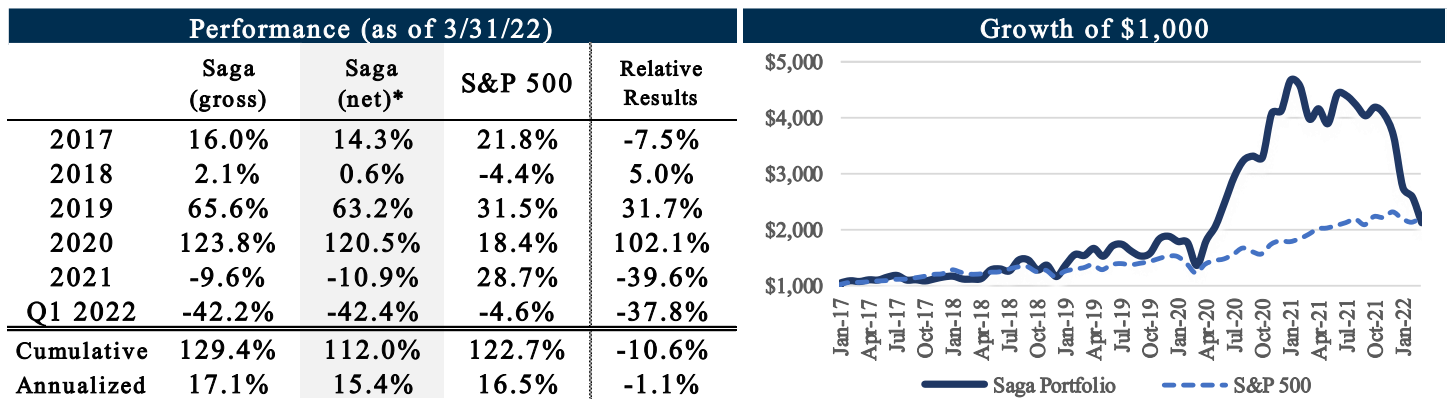 Performance (as of 3/31/22)
Saga (gross) Saga (net)* S&P 500 Relative Results
2017 16.0% 14.3% 21.8% -7.5%
2018 2.1% 0.6% -4.4% 5.0%
2019 65.6% 63.2% 31.5% 31.7%
2020 123.8% 120.5% 18.4% 102.1%
2021 -9.6% -10.9% 28.7% -39.6%
Q1 2022 -42.2% -42.4% -4.6% -37.8%
Cumulative 129.4% 112.0% 122.7% -10.6%
Annualized 17.1% 15.4% 16.5% -1.1%
Growth of $1,000
$5,000
$4,000
$3,000
$2,000
$1,000
Jan-17
Apr-17
Jul-17
Oct-17
Jan-18
Apr-18
Jul-18
Oct-18
Jan-19
Apr-19
Jul-19
Oct-19
Jan-20
Apr-20
Jul-20
Oct-20
Jan-21
Apr-21
Jul-21
Oct-21
Jan-22
Saga Portfolio S&P 500